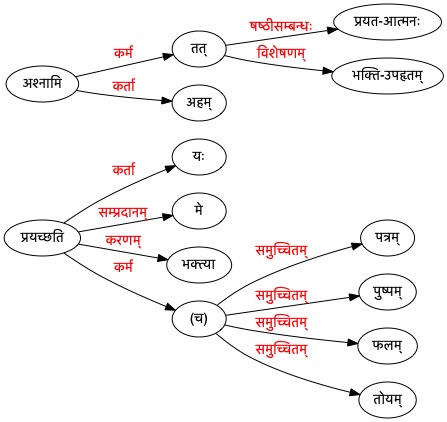 षष्ठीसम्बन्धः
प्रयत-आत्मनः
कर्म
तत्
विशेषणम्
भक्ति-उपहृतम्
अश्नामि
कर्ता
अहम्
कर्ता
यः
सम्प्रदानम्
मे
प्रयच्छति
करणम्
भक्त्या
कर्म
(च)
समुच्चितम्
पत्रम्
समुच्चितम्
पुष्पम्
समुच्चितम्
फलम्
समुच्चितम्
तोयम्